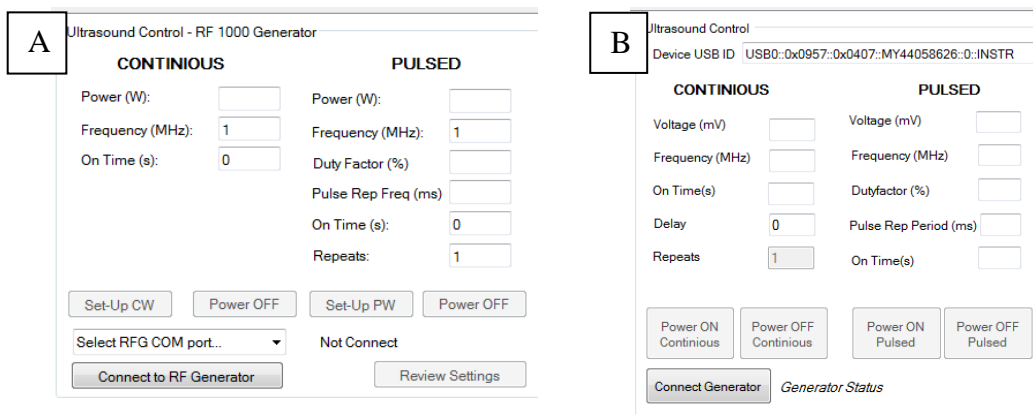 A
Ultrasound Control - RF 1000 Generator
CONTINIOUS
PULSED
Power (W):
Power (W):
Frequency (MHz): 1
Frequency (MHz): 1
On Time (s): 0
Duty Factor (%)
Pulse Rep Freq (ms)
On Time (s): 0
Repeats: 1
Set-Up CW
Power OFF
Set-Up PW
Power OFF
Select RFG COM port...
Not Connect
Connect to RF Generator
Review Settings
B
Ultrasound Control
Device USB ID USB0::0x0957::0x0407::MY44058626::0::INSTR
CONTINIOUS
PULSED
Voltage (mV)
Voltage (mV)
Frequency (MHz)
Frequency (MHz)
On Time(s)
Dutyfactor (%)
Delay 0
Pulse Rep Period (ms)
Repeats 1
On Time(s)
Power ON
Continious
Power OFF
Continious
Power ON
Pulsed
Power OFF
Pulsed
Connect Generator
Generator Status